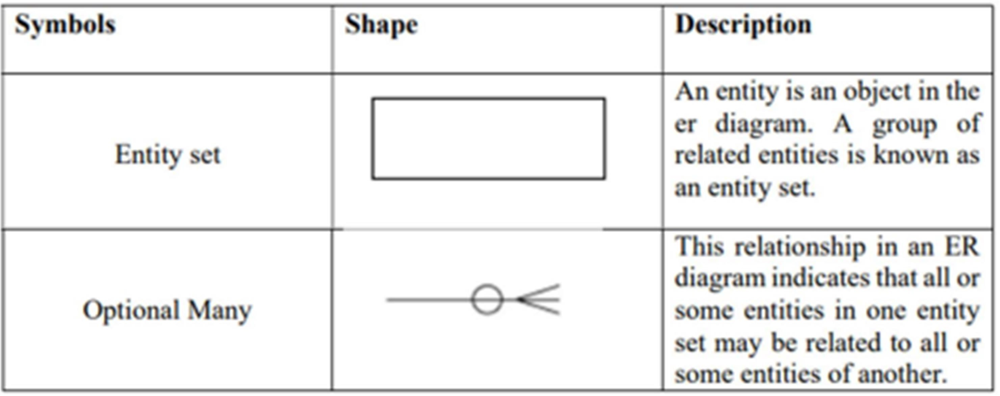 Symbols
Shape
Description
Entity set
An entity is an object in the
er diagram. A group of
related entities is known as
an entity set.
Optional Many
This relationship in an ER
diagram indicates that all or
some entities in one entity
set may be related to all or
some entities of another.